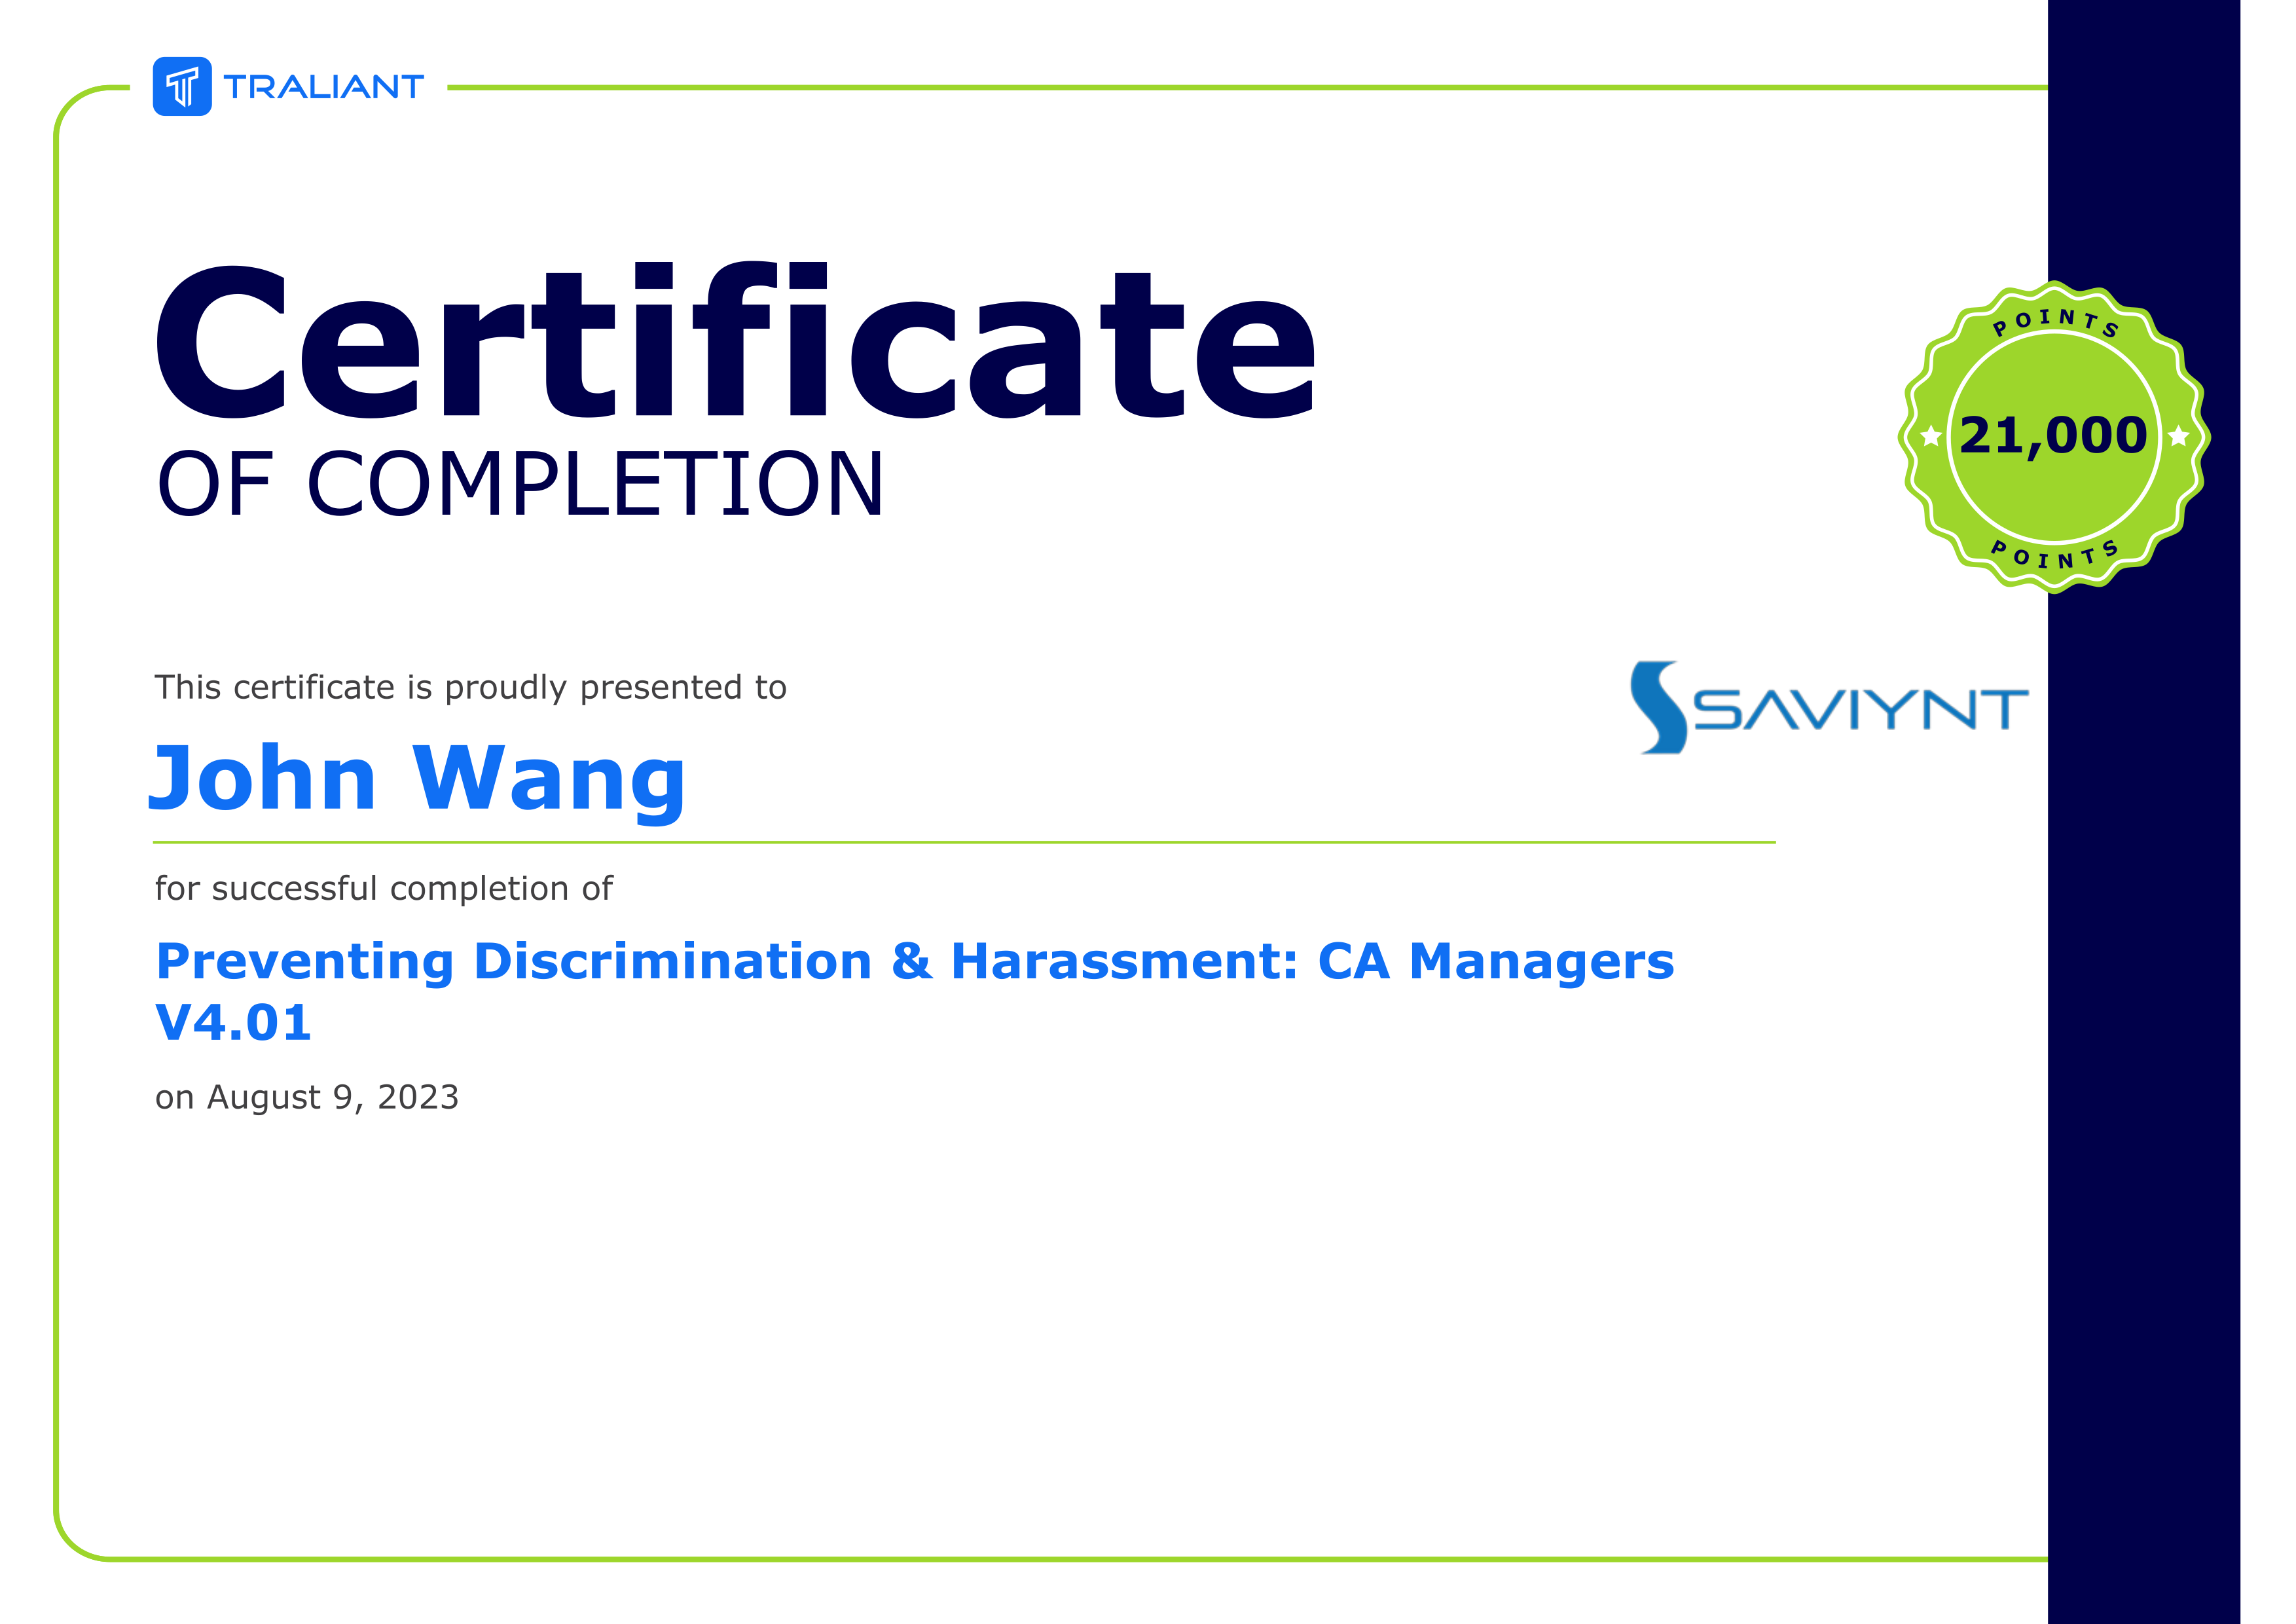 TRALIANT
Certificate
OF COMPLETION
POINTS
21,000
POINTS
This certificate is proudly presented to
SAVIYNT
John Wang
for successful completion of
Preventing Discrimination & Harassment: CA Managers
V4.01
on August 9, 2023